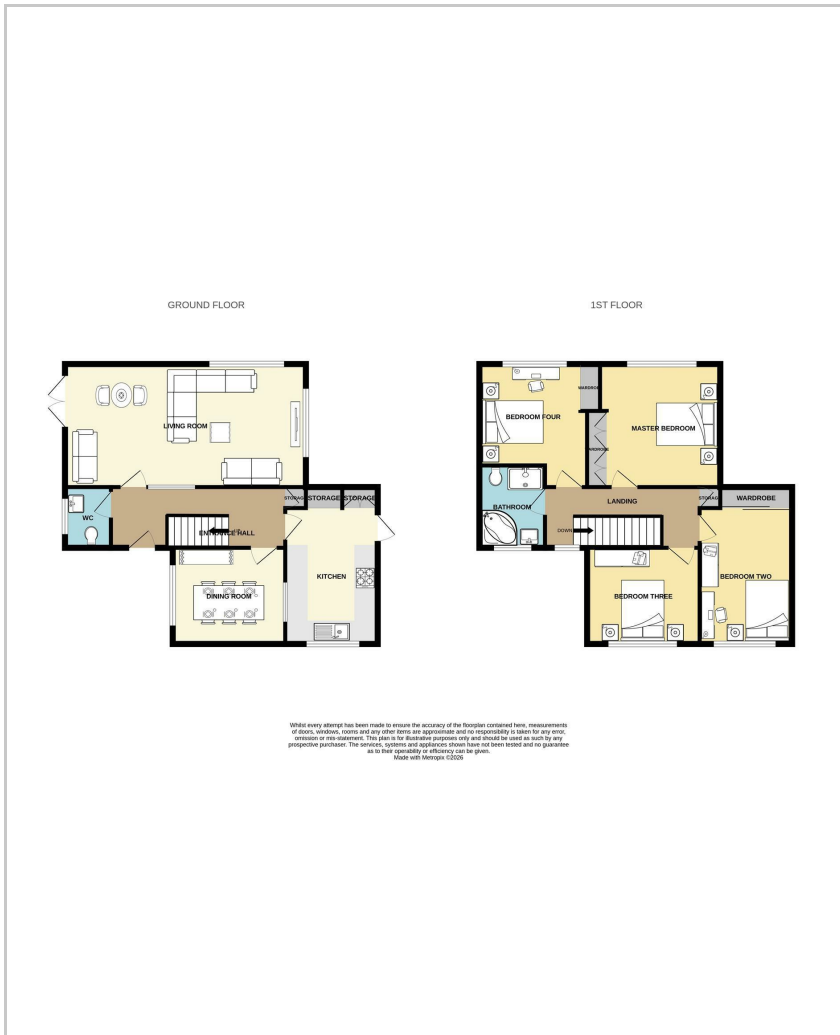 GROUND FLOOR
LIVING ROOM
WC
STORAG
STORAGE
STORAGE
ENTRANCE HALL
KITCHEN
DINING ROOM
1ST FLOOR
WARDROB
BEDROOM FOUR
MASTER BEDROOM
ARDROBE
BATHROOM
LANDING
STORAG
WARDROBE
DOWN
BEDROOM TWO
BEDROOM THREE
Whilst every attempt has been made to ensure the accuracy of the floorplan contained here, measurements
of doors, windows, rooms and any other items are approximate and no responsibility is taken for any error,
omission or mis-statement. This plan is for illustrative purposes only and should be used as such by any
prospective purchaser. The services, systems and appliances shown have not been tested and no guarantee
as to their operability or efficiency can be given.
Made with Metropix ©2026